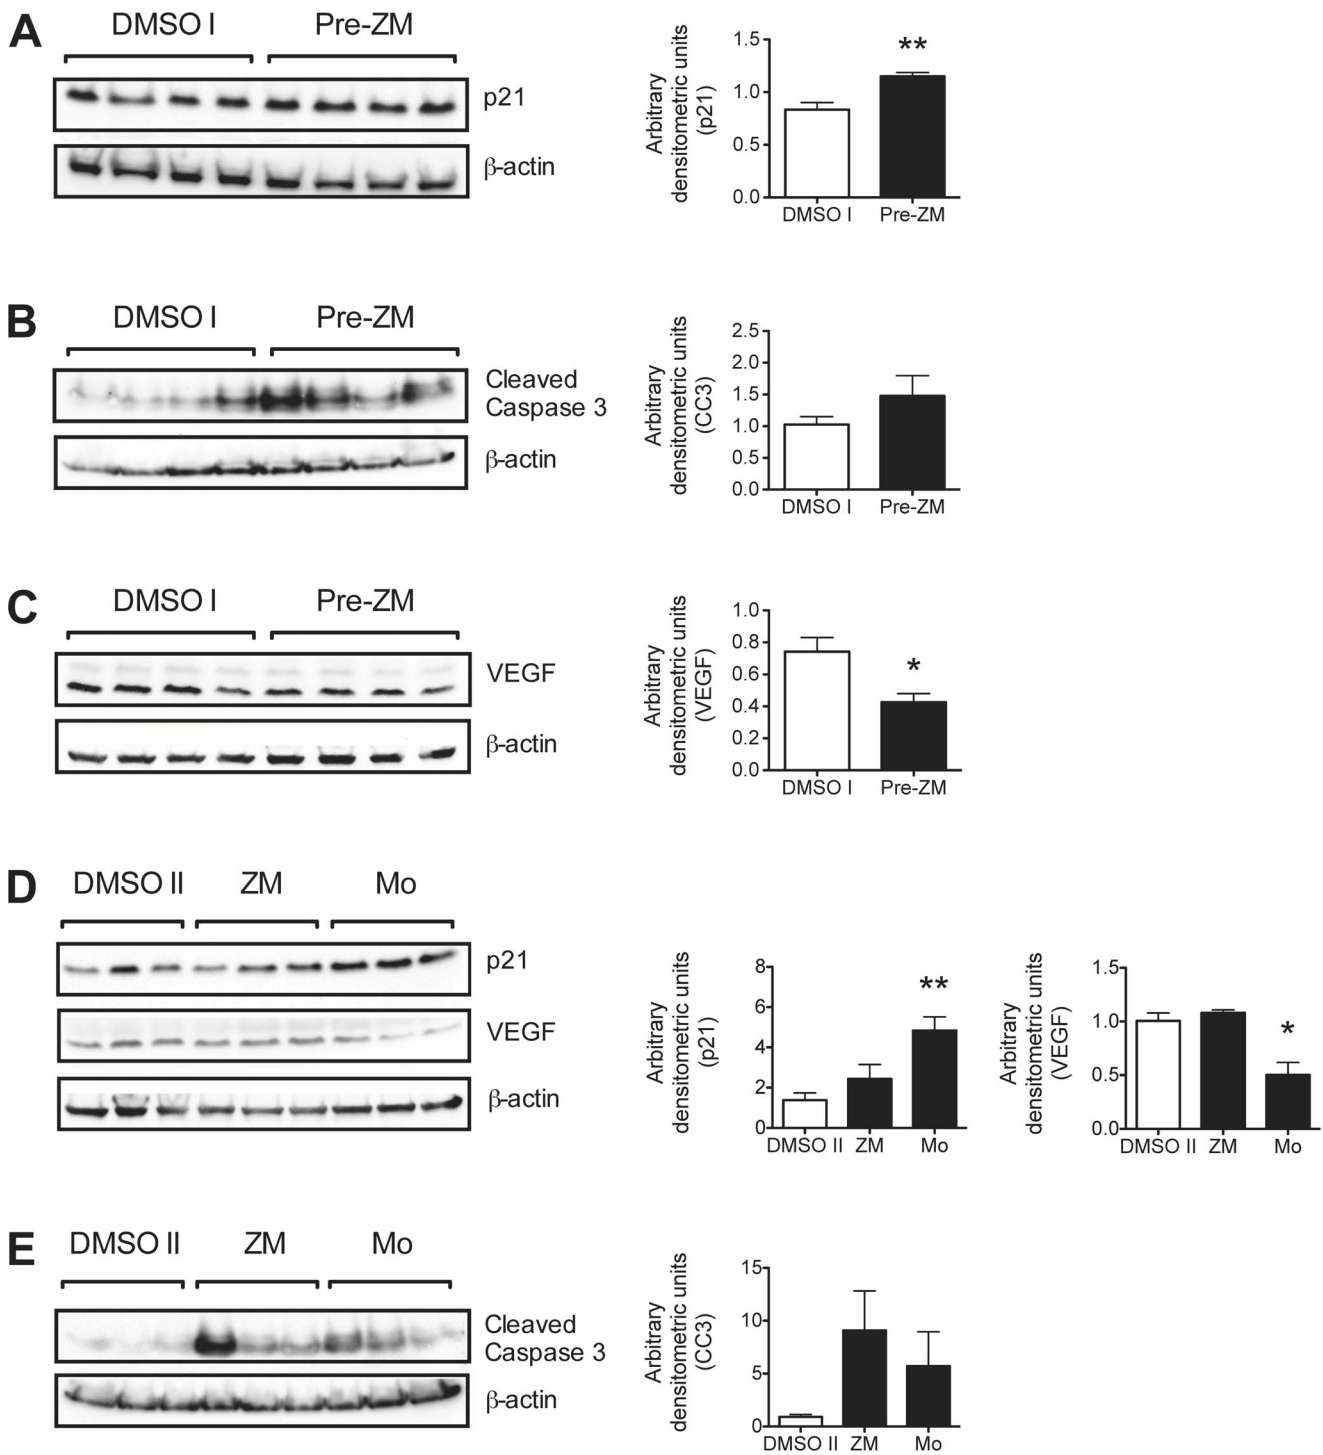 A
DMSO I Pre-ZM
p21
β-actin
Arbitrary
densitometric units
(p21)
1.5
1.0
0.5
0.0
**
DMSO I Pre-ZM
B
DMSO I Pre-ZM
Cleaved
Caspase 3
β-actin
Arbitrary
densitometric units
(CC3)
2.5
2.0
1.5
1.0
0.5
0.0
DMSO I Pre-ZM
C
DMSO I Pre-ZM
VEGF
β-actin
Arbitrary
densitometric units
(VEGF)
1.0
0.8
0.6
0.4
0.2
0.0
*
DMSO I Pre-ZM
D
DMSO II ZM Mo
p21
VEGF
β-actin
Arbitrary
densitometric units
(p21)
8
6
4
2
0
**
DMSO II ZM Mo
Arbitrary
densitometric units
(VEGF)
1.5
1.0
0.5
0.0
*
DMSO II ZM Mo
E
DMSO II ZM Mo
Cleaved
Caspase 3
β-actin
Arbitrary
densitometric units
(CC3)
15
10
5
0
DMSO II ZM Mo